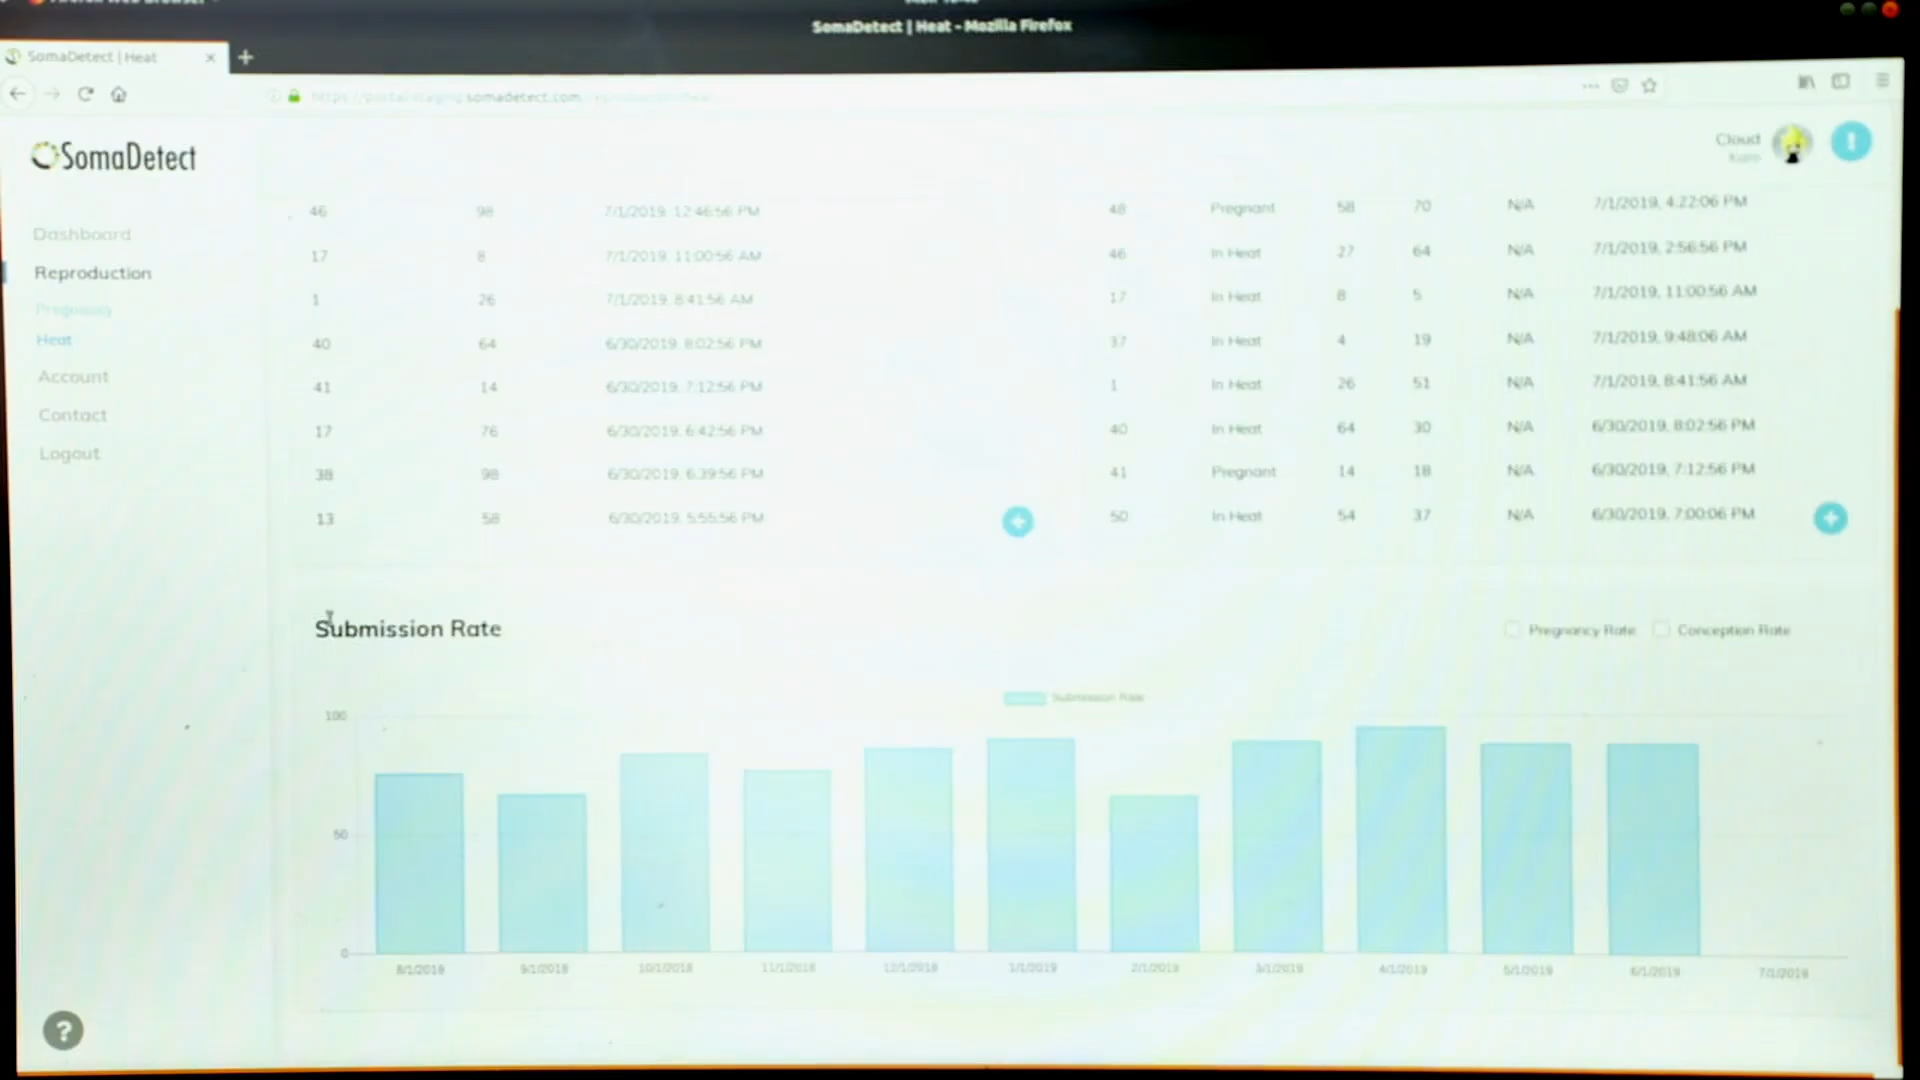 SomaDetect | Heat - Mozilla Firefox
SomaDetect | Heat
somadetect.com
SomaDetect
Cloud
Dashboard
Reproduction
Pregnancy
Heat
Account
Contact
Logout
46 98 7/1/2019, 12:46:56 PM
17 8 7/1/2019, 11:00:56 AM
1 26 7/1/2019, 8:41:56 AM
40 64 6/30/2019, 8:02:56 PM
41 14 6/30/2019, 7:12:56 PM
17 76 6/30/2019, 6:42:56 PM
38 98 6/30/2019, 6:39:56 PM
13 58 6/30/2019, 5:55:56 PM
48 Pregnant 58 70 N/A 7/1/2019, 4:22:06 PM
46 In Heat 27 64 N/A 7/1/2019, 2:56:56 PM
17 In Heat 8 5 N/A 7/1/2019, 11:00:56 AM
37 In Heat 4 19 N/A 7/1/2019, 9:48:06 AM
1 In Heat 26 51 N/A 7/1/2019, 8:41:56 AM
40 In Heat 64 30 N/A 6/30/2019, 8:02:56 PM
41 Pregnant 14 18 N/A 6/30/2019, 7:12:56 PM
50 In Heat 54 37 N/A 6/30/2019, 7:00:06 PM
Submission Rate
Pregnancy Rate Conception Rate
Submission Rate
100
50
0
8/1/2018 9/1/2018 10/1/2018 11/1/2018 12/1/2018 1/1/2019 2/1/2019 3/1/2019 4/1/2019 5/1/2019 6/1/2019 7/1/2019
?